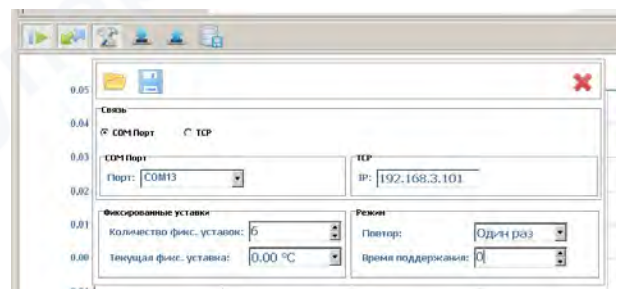 0.05
Связь
0.04
COM Порт TCP
0.03
COM Порт TCP
Порт: COM13 IP: 192.168.3.101
0.02
Фиксированные уставки Режим
0.01
Количество фикс. уставок: 6 Повтор: Один раз
0.00
Текущая фикс. уставка: 0.00 °C Время поддержания: 0